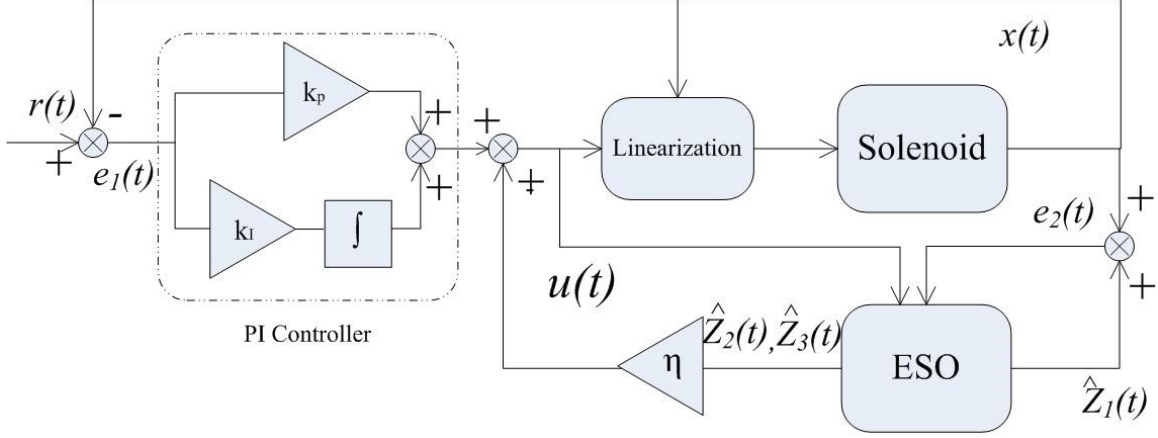 x(t)
r(t)
-
+
e₁(t)
kₚ
+
+
kᵢ
∫
PI Controller
+
+
Linearization
Solenoid
u(t)
e₂(t)
+
+
η
Ẑ₂(t),Ẑ₃(t)
ESO
Ẑ₁(t)